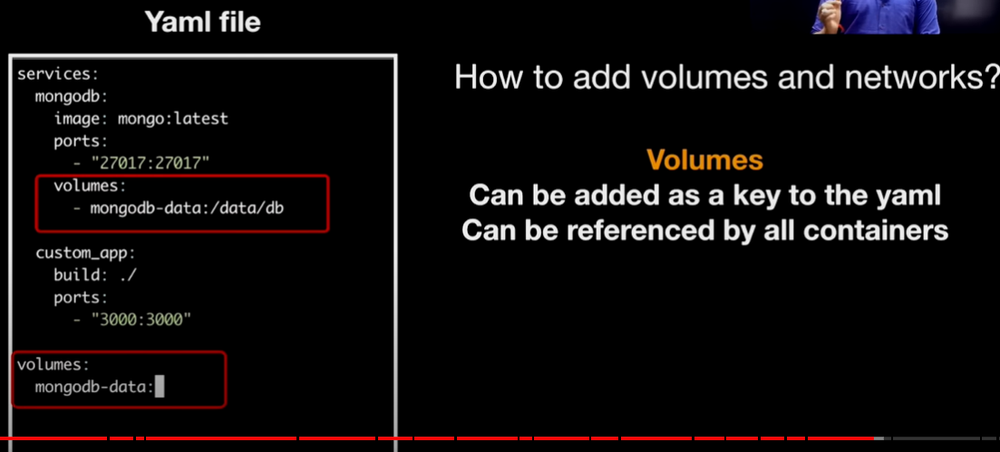 Yaml file
services:
  mongodb:
    image: mongo:latest
    ports:
      - "27017:27017"
    volumes:
      - mongodb-data:/data/db
  custom_app:
    build: ./
    ports:
      - "3000:3000"
volumes:
  mongodb-data:
How to add volumes and networks?
Volumes
Can be added as a key to the yaml
Can be referenced by all containers